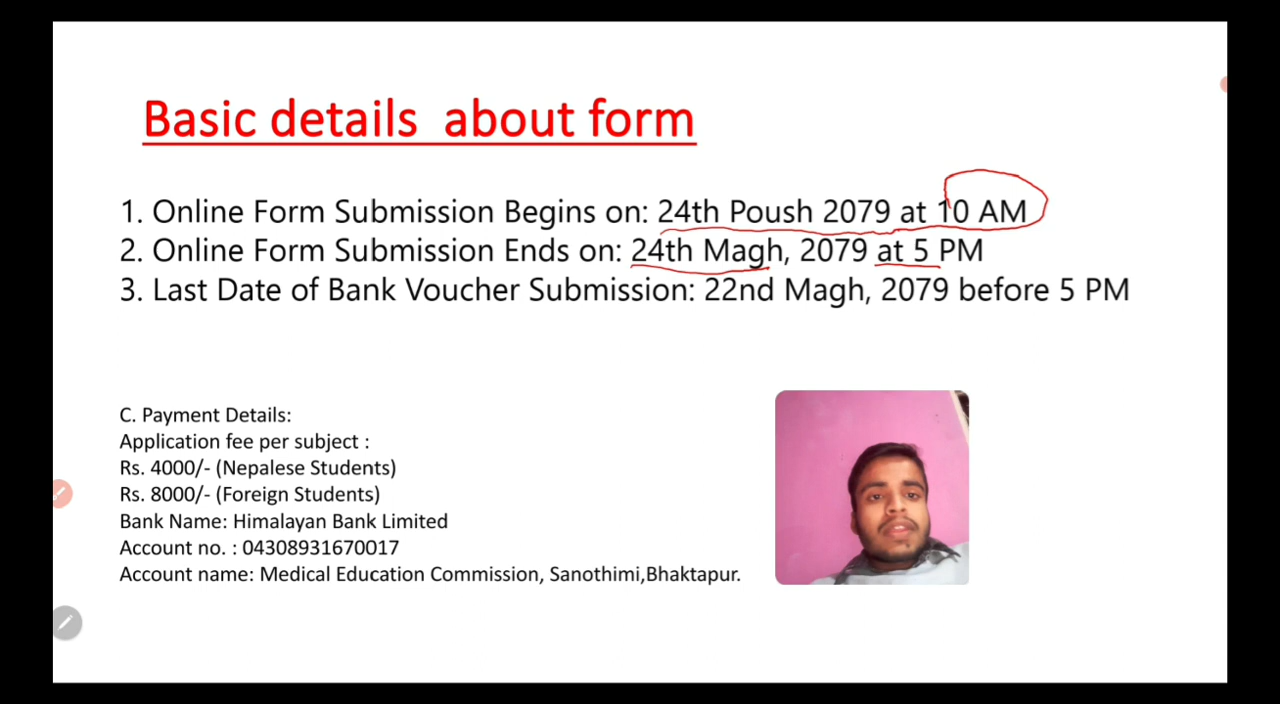 Basic details about form
1. Online Form Submission Begins on: 24th Poush 2079 at 10 AM
2. Online Form Submission Ends on: 24th Magh, 2079 at 5 PM
3. Last Date of Bank Voucher Submission: 22nd Magh, 2079 before 5 PM
C. Payment Details:
Application fee per subject :
Rs. 4000/- (Nepalese Students)
Rs. 8000/- (Foreign Students)
Bank Name: Himalayan Bank Limited
Account no. : 04308931670017
Account name: Medical Education Commission, Sanothimi,Bhaktapur.